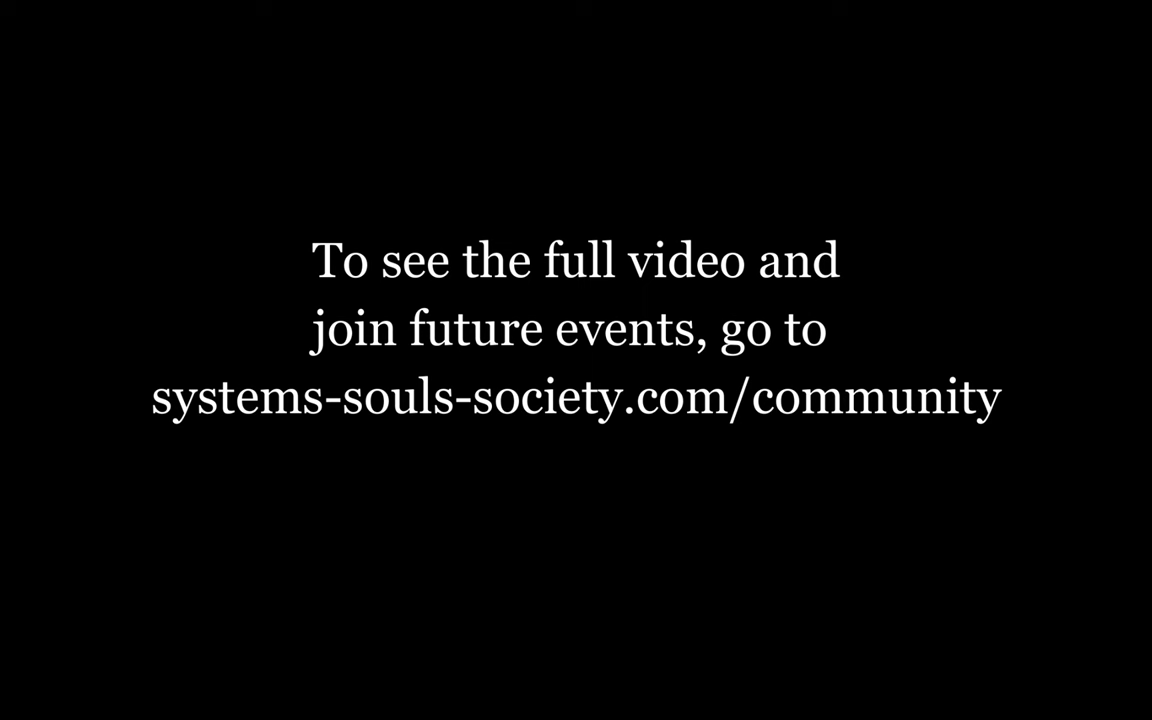 To see the full video and
join future events, go to
systems-souls-society.com/community